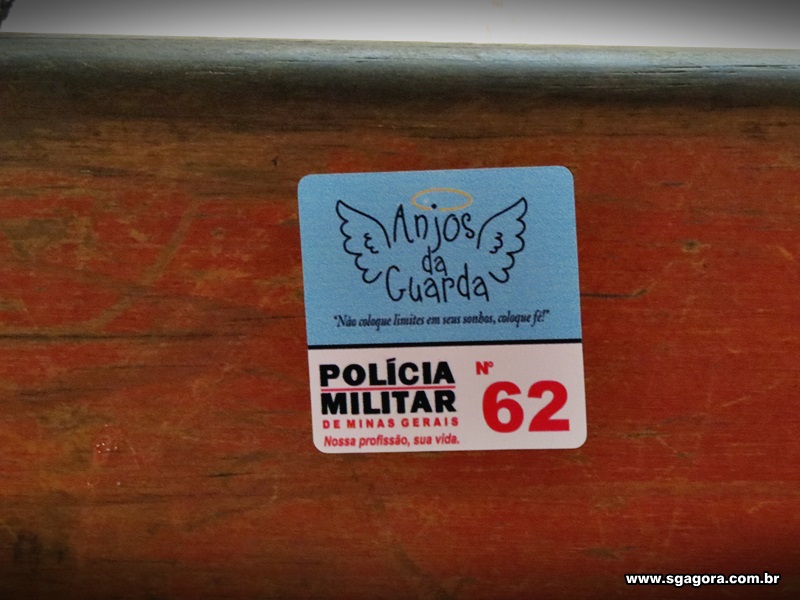 Anjos
da
Guarda
"Não coloque limites em seus sonhos, coloque fé!"
POLÍCIA
MILITAR
DE MINAS GERAIS
Nossa profissão, sua vida.
Nº
62
www.sgagora.com.br